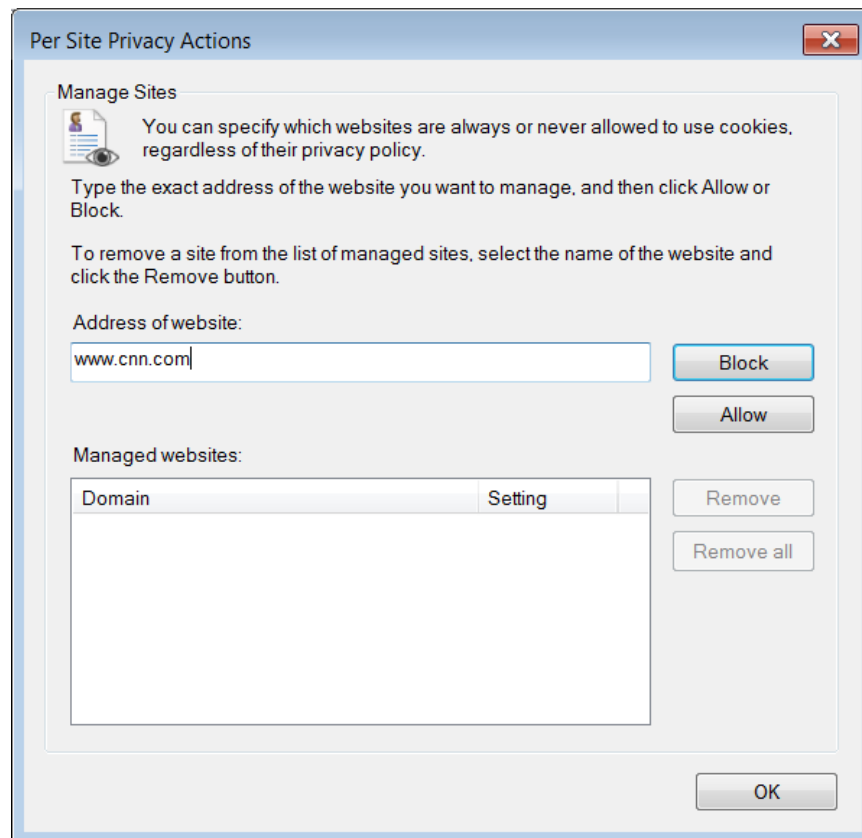 Per Site Privacy Actions
Manage Sites
You can specify which websites are always or never allowed to use cookies,
regardless of their privacy policy.
Type the exact address of the website you want to manage, and then click Allow or
Block.
To remove a site from the list of managed sites, select the name of the website and
click the Remove button.
Address of website:
www.cnn.com
Block
Allow
Managed websites:
Domain Setting
Remove
Remove all
OK